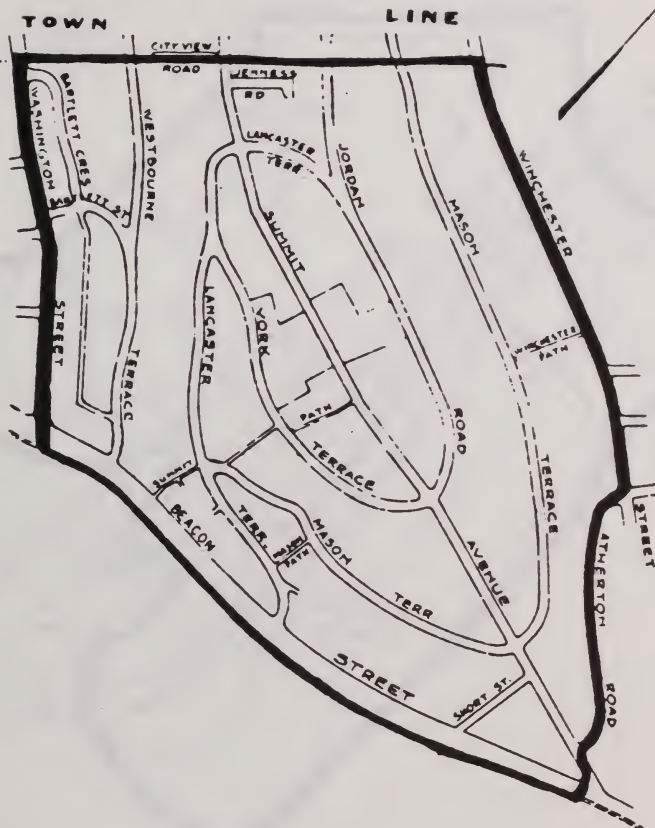 TOWN LINE
CITY VIEW
ROAD
JENNESS
RD
WASHINGTON
STREET
BARTLETT CRES
BARTLETT ST.
WESTBOURNE
TERRACE
LANCASTER
TERR
JORDAN
ROAD
SUMMIT
AVENUE
MASON
TERRACE
WINCHESTER
STREET
WINCHESTER
PATH
LANCASTER
TERR.
YORK
TERRACE
PATH
SUMMIT
MASON
TERR
MASON
PATH
BEACON
STREET
SHORT ST.
ATHERTON
ROAD